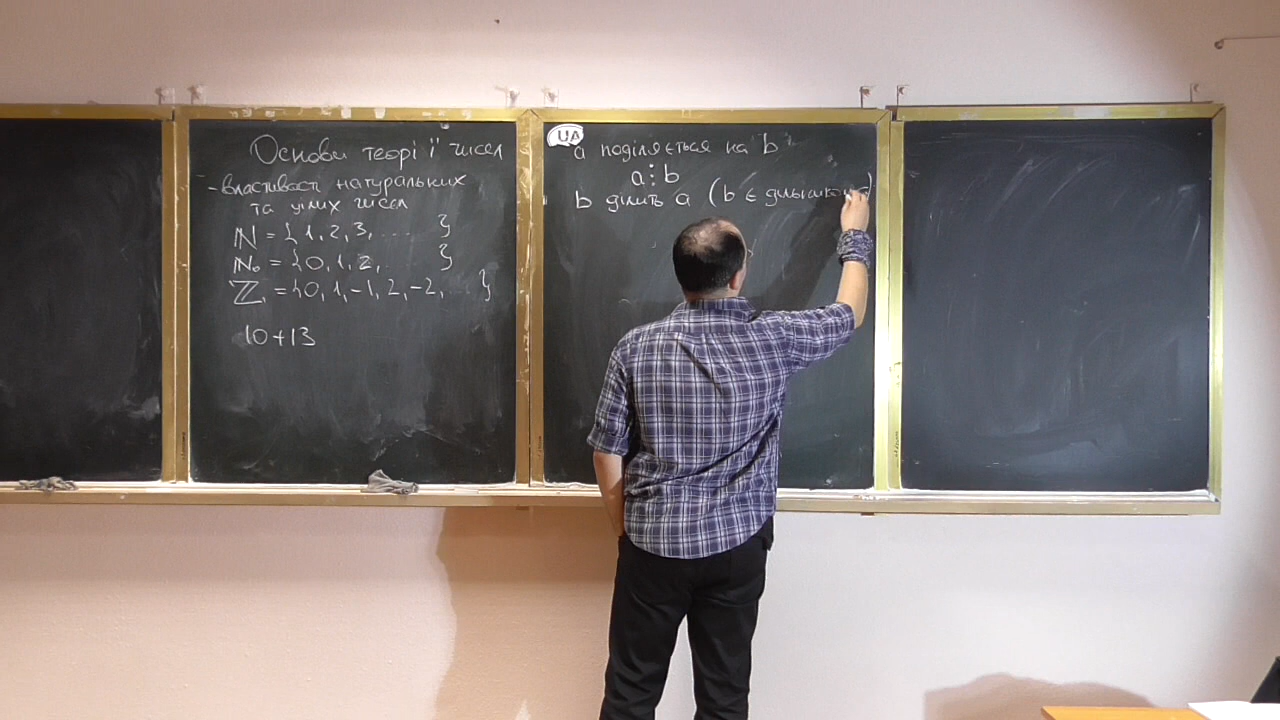 Основи теорії чисел
- властивості натуральних
та цілих чисел
ℕ = {1, 2, 3, .... }
ℕ₀ = {0, 1, 2, .. }
ℤ = {0, 1, -1, 2, -2, ... }
10+13
UA
a поділяється на b
a⋮b
b ділить a (b є дільником